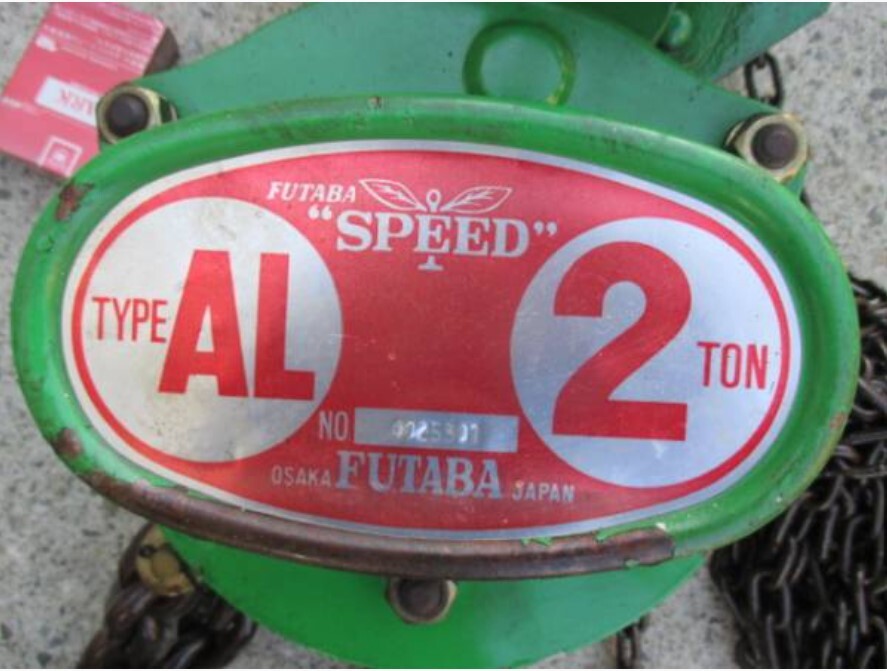 FUTABA
"SPEED"
TYPE AL
2 TON
NO
OSAKA FUTABA JAPAN